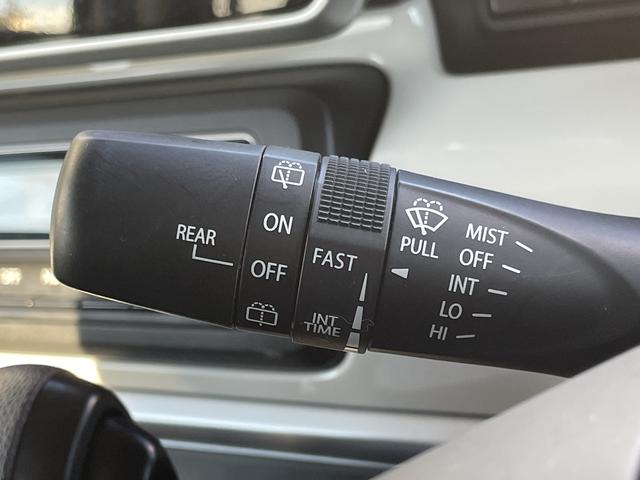 REAR
ON
OFF
FAST
INT
TIME
PULL
MIST
OFF
INT
LO
HI